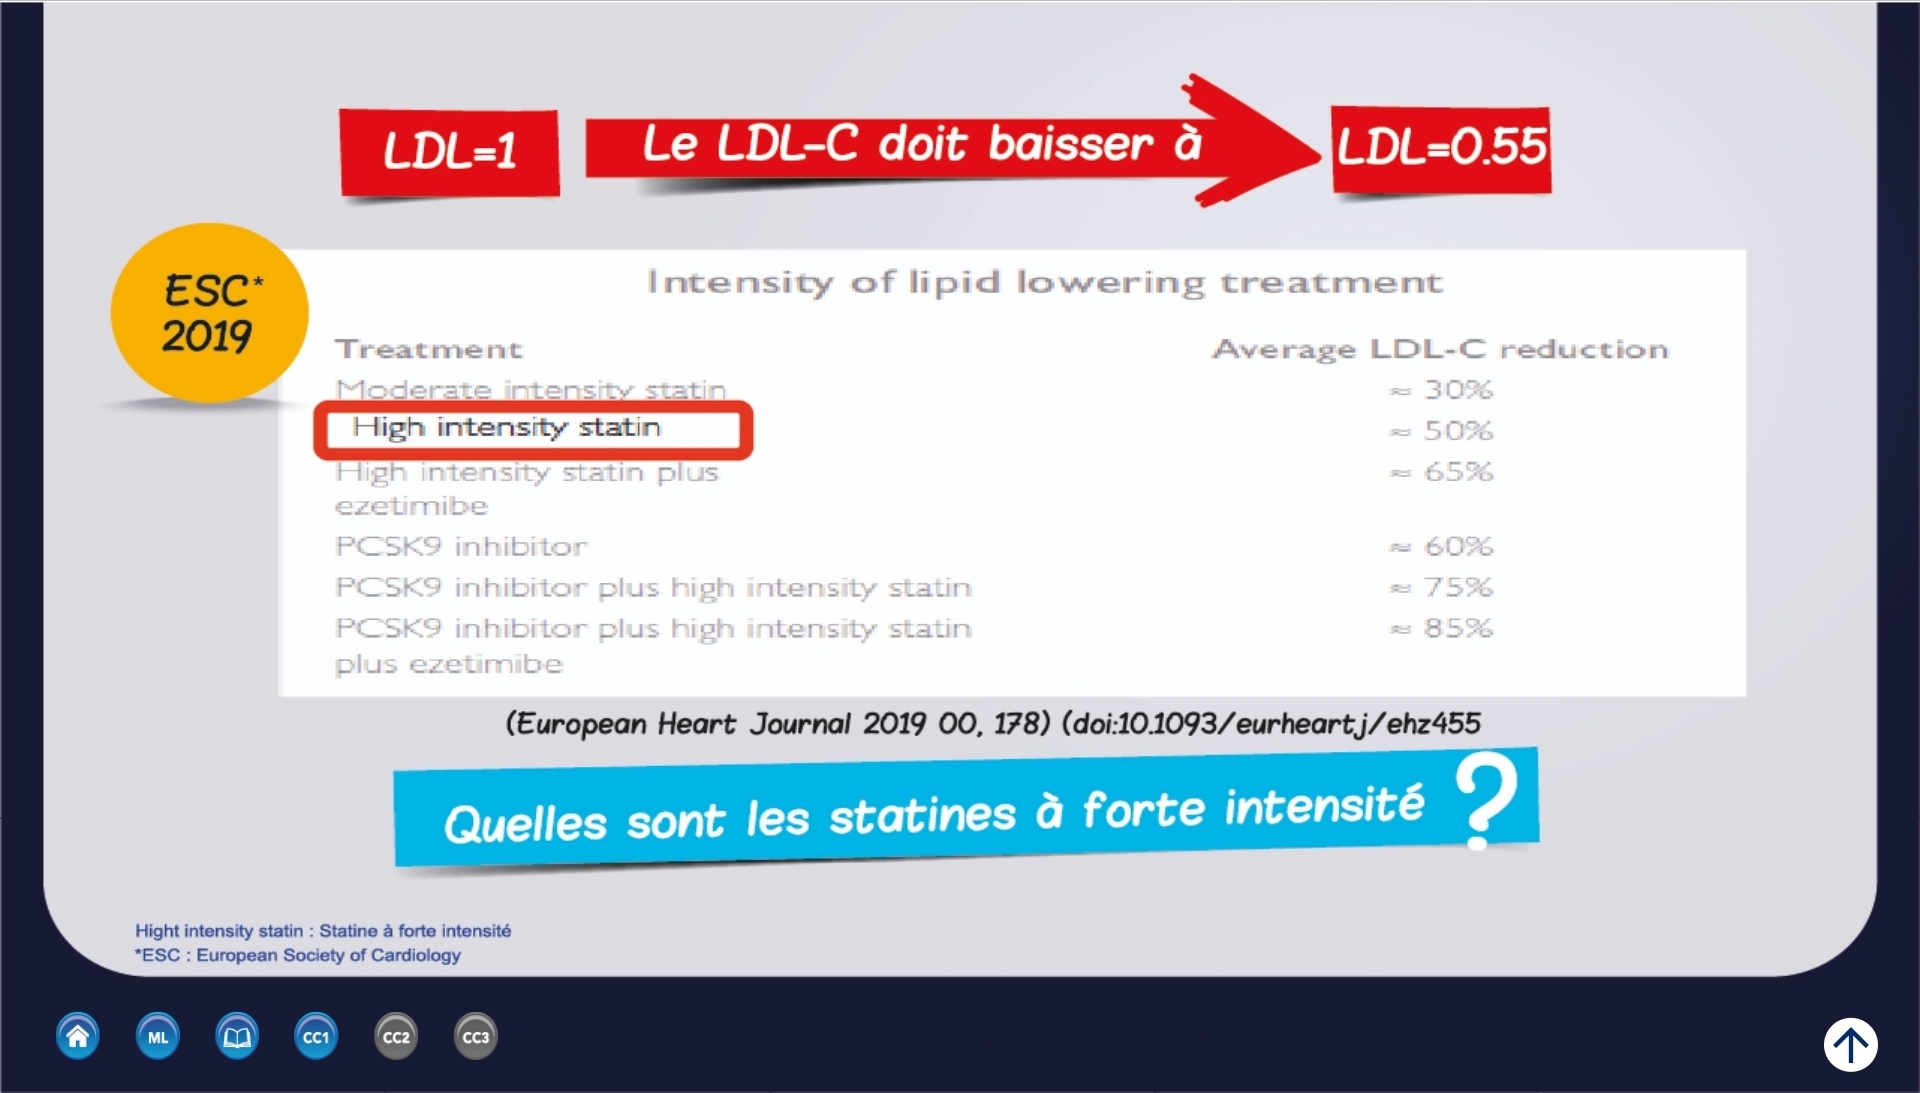 LDL=1
Le LDL-C doit baisser à
LDL=0.55
ESC*
2019
Intensity of lipid lowering treatment
Treatment Average LDL-C reduction
Moderate intensity statin ≈ 30%
High intensity statin ≈ 50%
High intensity statin plus ≈ 65%
ezetimibe
PCSK9 inhibitor ≈ 60%
PCSK9 inhibitor plus high intensity statin ≈ 75%
PCSK9 inhibitor plus high intensity statin ≈ 85%
plus ezetimibe
(European Heart Journal 2019 00, 178) (doi:10.1093/eurheartj/ehz455
Quelles sont les statines à forte intensité ?
Hight intensity statin : Statine à forte intensité
*ESC : European Society of Cardiology
ML CC1 CC2 CC3